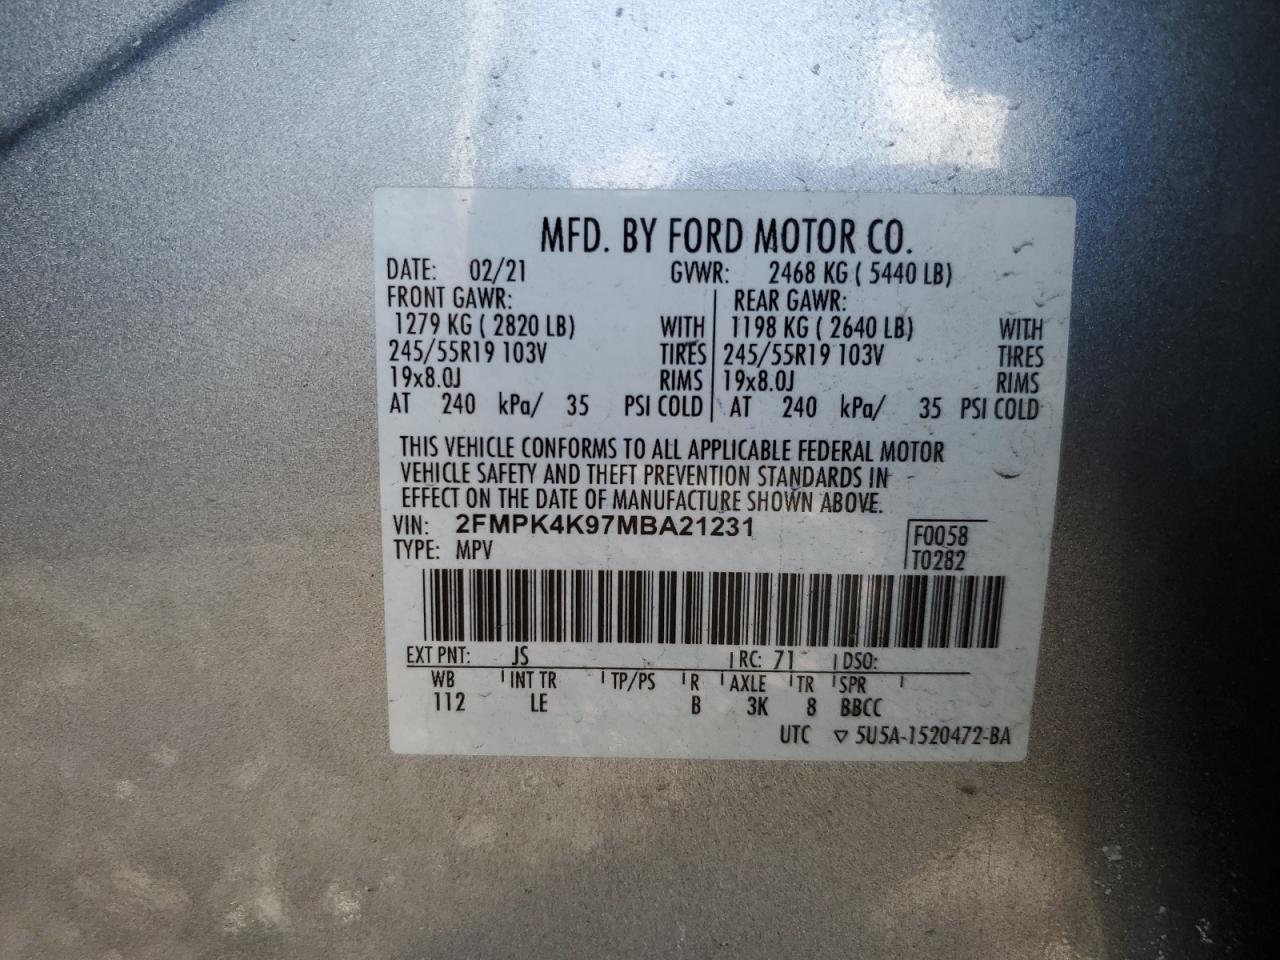 MFD. BY FORD MOTOR CO.
DATE: 02/21 GVWR: 2468 KG ( 5440 LB)
FRONT GAWR: REAR GAWR:
1279 KG ( 2820 LB) WITH 1198 KG ( 2640 LB) WITH
245/55R19 103V TIRES 245/55R19 103V TIRES
19x8.0J RIMS 19x8.0J RIMS
AT 240 kPa/ 35 PSI COLD AT 240 kPa/ 35 PSI COLD
THIS VEHICLE CONFORMS TO ALL APPLICABLE FEDERAL MOTOR
VEHICLE SAFETY AND THEFT PREVENTION STANDARDS IN
EFFECT ON THE DATE OF MANUFACTURE SHOWN ABOVE.
VIN: 2FMPK4K97MBA21231 F0058
TYPE: MPV T0282
EXT PNT: JS RC: 71 DSO:
WB INT TR TP/PS R AXLE TR SPR
112 LE B 3K 8 BBCC
UTC ▽ 5U5A-1520472-BA